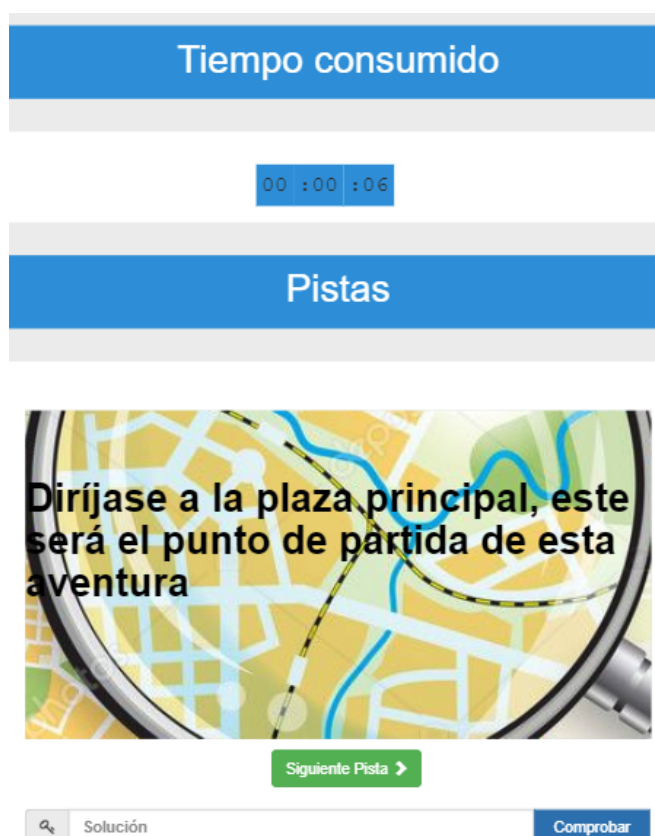 Tiempo consumido
00 :00 :06
Pistas
Diríjase a la plaza principal, este
será el punto de partida de esta
aventura
Siguiente Pista
Solución
Comprobar